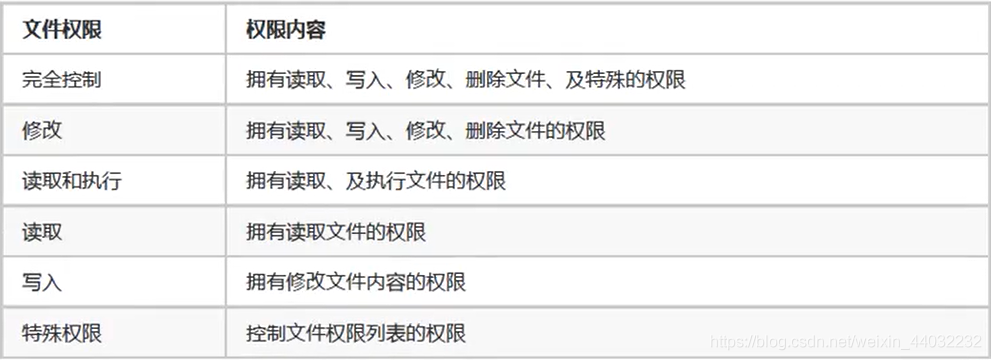 文件权限 权限内容
完全控制 拥有读取、写入、修改、删除文件、及特殊的权限
修改 拥有读取、写入、修改、删除文件的权限
读取和执行 拥有读取、及执行文件的权限
读取 拥有读取文件的权限
写入 拥有修改文件内容的权限
特殊权限 控制文件权限列表的权限
https://blog.csdn.net/weixin_44032232